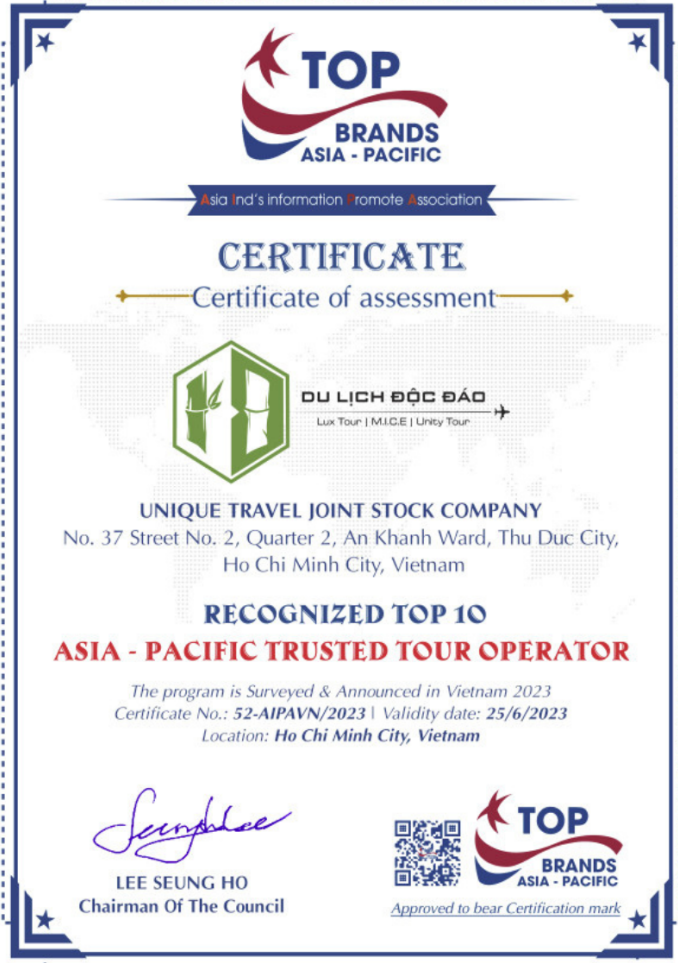 TOP
BRANDS
ASIA - PACIFIC
Asia Ind's information Promote Association
CERTIFICATE
Certificate of assessment
DU LỊCH ĐỘC ĐÁO
Lux Tour | M.I.C.E | Unity Tour
UNIQUE TRAVEL JOINT STOCK COMPANY
No. 37 Street No. 2, Quarter 2, An Khanh Ward, Thu Duc City,
Ho Chi Minh City, Vietnam
RECOGNIZED TOP 10
ASIA - PACIFIC TRUSTED TOUR OPERATOR
The program is Surveyed & Announced in Vietnam 2023
Certificate No.: 52-AIPAVN/2023 | Validity date: 25/6/2023
Location: Ho Chi Minh City, Vietnam
LEE SEUNG HO
Chairman Of The Council
TOP
BRANDS
ASIA - PACIFIC
Approved to bear Certification mark